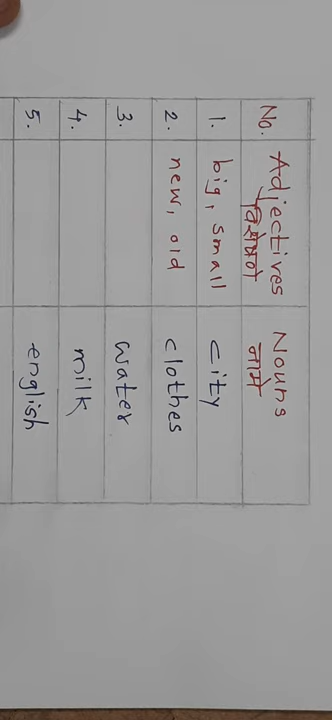 No. Adjectives Nouns
विशेषणे नामे
1. big, small city
2. new, old clothes
3. water
4. milk
5. english